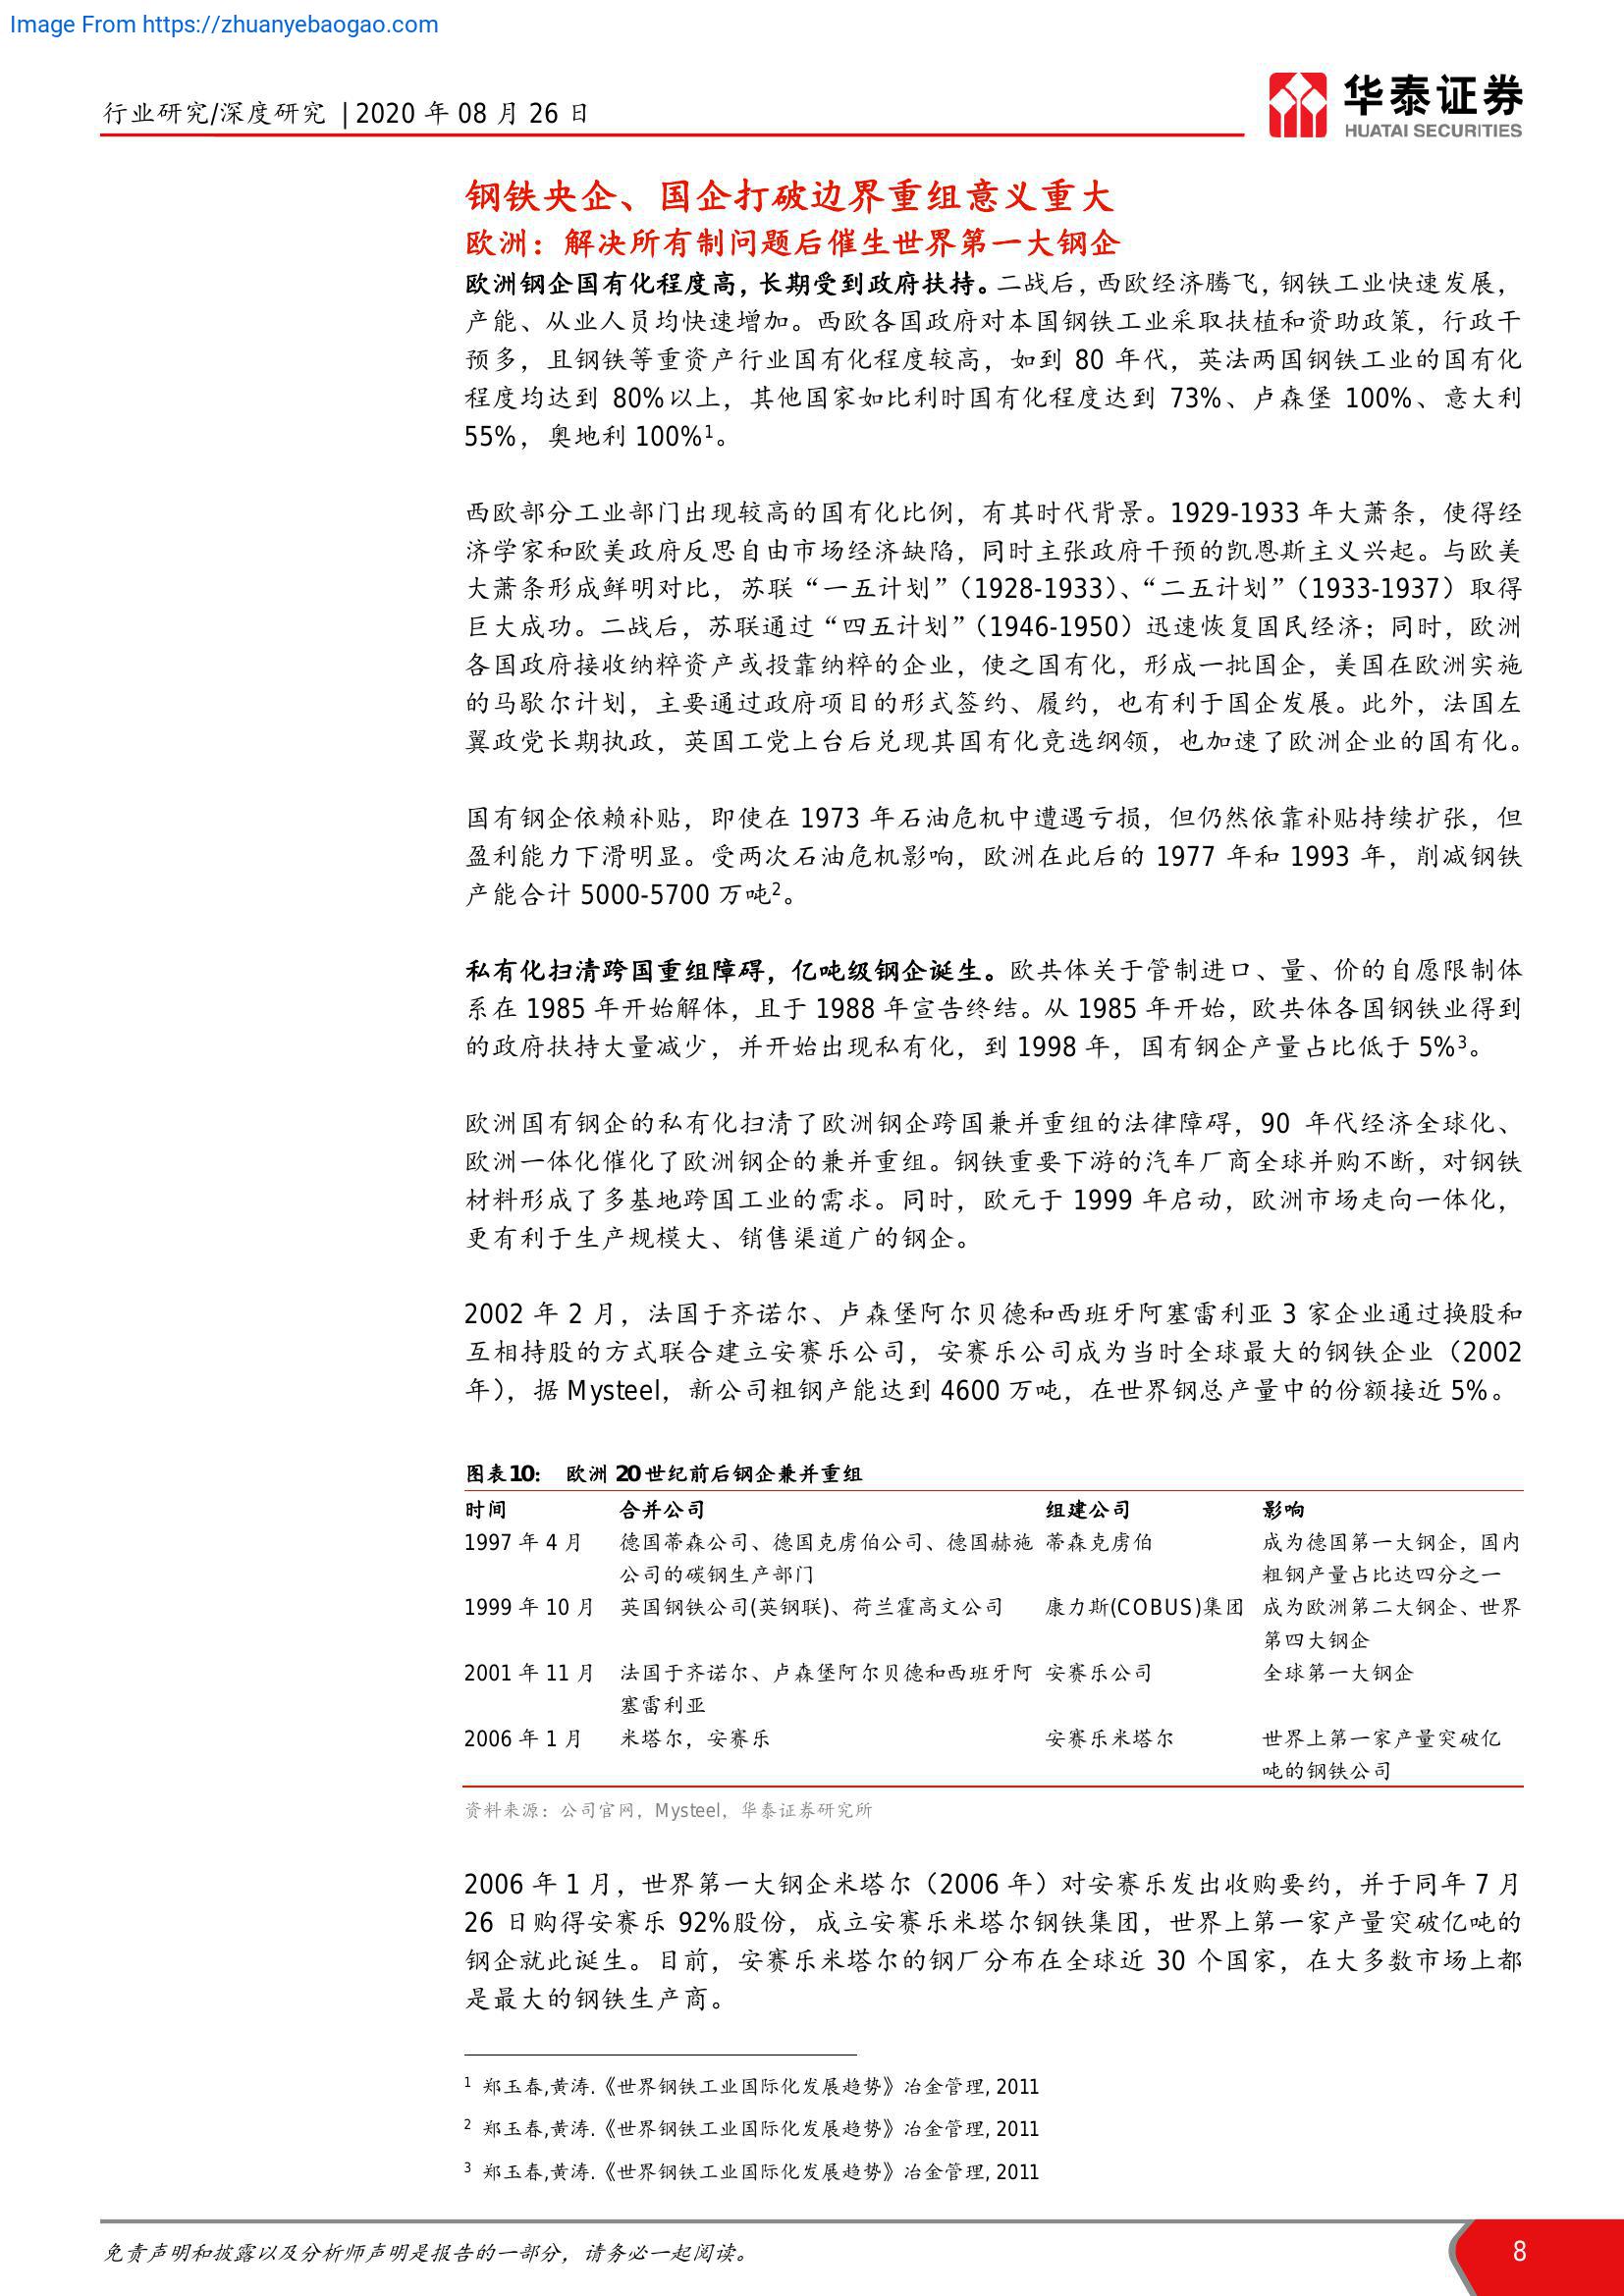 Image From https://zhuanyebaogao.com
行业研究/深度研究 | 2020 年 08 月 26 日
华泰证券
HUATAI SECURITIES
钢铁央企、国企打破边界重组意义重大
欧洲：解决所有制问题后催生世界第一大钢企
欧洲钢企国有化程度高，长期受到政府扶持。二战后，西欧经济腾飞，钢铁工业快速发展，
产能、从业人员均快速增加。西欧各国政府对本国钢铁工业采取扶植和资助政策，行政干
预多，且钢铁等重资产行业国有化程度较高，如到 80 年代，英法两国钢铁工业的国有化
程度均达到 80%以上，其他国家如比利时国有化程度达到 73%、卢森堡 100%、意大利
55%，奥地利 100%1。
西欧部分工业部门出现较高的国有化比例，有其时代背景。1929-1933 年大萧条，使得经
济学家和欧美政府反思自由市场经济缺陷，同时主张政府干预的凯恩斯主义兴起。与欧美
大萧条形成鲜明对比，苏联“一五计划”（1928-1933）、“二五计划”（1933-1937）取得
巨大成功。二战后，苏联通过“四五计划”（1946-1950）迅速恢复国民经济；同时，欧洲
各国政府接收纳粹资产或投靠纳粹的企业，使之国有化，形成一批国企，美国在欧洲实施
的马歇尔计划，主要通过政府项目的形式签约、履约，也有利于国企发展。此外，法国左
翼政党长期执政，英国工党上台后兑现其国有化竞选纲领，也加速了欧洲企业的国有化。
国有钢企依赖补贴，即使在 1973 年石油危机中遭遇亏损，但仍然依靠补贴持续扩张，但
盈利能力下滑明显。受两次石油危机影响，欧洲在此后的 1977 年和 1993 年，削减钢铁
产能合计 5000-5700 万吨2。
私有化扫清跨国重组障碍，亿吨级钢企诞生。欧共体关于管制进口、量、价的自愿限制体
系在 1985 年开始解体，且于 1988 年宣告终结。从 1985 年开始，欧共体各国钢铁业得到
的政府扶持大量减少，并开始出现私有化，到 1998 年，国有钢企产量占比低于 5%3。
欧洲国有钢企的私有化扫清了欧洲钢企跨国兼并重组的法律障碍，90 年代经济全球化、
欧洲一体化催化了欧洲钢企的兼并重组。钢铁重要下游的汽车厂商全球并购不断，对钢铁
材料形成了多基地跨国工业的需求。同时，欧元于 1999 年启动，欧洲市场走向一体化，
更有利于生产规模大、销售渠道广的钢企。
2002 年 2 月，法国于齐诺尔、卢森堡阿尔贝德和西班牙阿塞雷利亚 3 家企业通过换股和
互相持股的方式联合建立安赛乐公司，安赛乐公司成为当时全球最大的钢铁企业（2002
年），据 Mysteel，新公司粗钢产能达到 4600 万吨，在世界钢总产量中的份额接近 5%。
图表10： 欧洲 20 世纪前后钢企兼并重组
时间 合并公司 组建公司 影响
1997 年 4 月 德国蒂森公司、德国克虏伯公司、德国赫施 蒂森克虏伯 成为德国第一大钢企，国内
公司的碳钢生产部门 粗钢产量占比达四分之一
1999 年 10 月 英国钢铁公司(英钢联)、荷兰霍高文公司 康力斯(COBUS)集团 成为欧洲第二大钢企、世界
第四大钢企
2001 年 11 月 法国于齐诺尔、卢森堡阿尔贝德和西班牙阿 安赛乐公司 全球第一大钢企
塞雷利亚
2006 年 1 月 米塔尔，安赛乐 安赛乐米塔尔 世界上第一家产量突破亿
吨的钢铁公司
资料来源：公司官网，Mysteel，华泰证券研究所
2006 年 1 月，世界第一大钢企米塔尔（2006 年）对安赛乐发出收购要约，并于同年 7 月
26 日购得安赛乐 92%股份，成立安赛乐米塔尔钢铁集团，世界上第一家产量突破亿吨的
钢企就此诞生。目前，安赛乐米塔尔的钢厂分布在全球近 30 个国家，在大多数市场上都
是最大的钢铁生产商。
1 郑玉春,黄涛.《世界钢铁工业国际化发展趋势》冶金管理, 2011
2 郑玉春,黄涛.《世界钢铁工业国际化发展趋势》冶金管理, 2011
3 郑玉春,黄涛.《世界钢铁工业国际化发展趋势》冶金管理, 2011
免责声明和披露以及分析师声明是报告的一部分，请务必一起阅读。
8